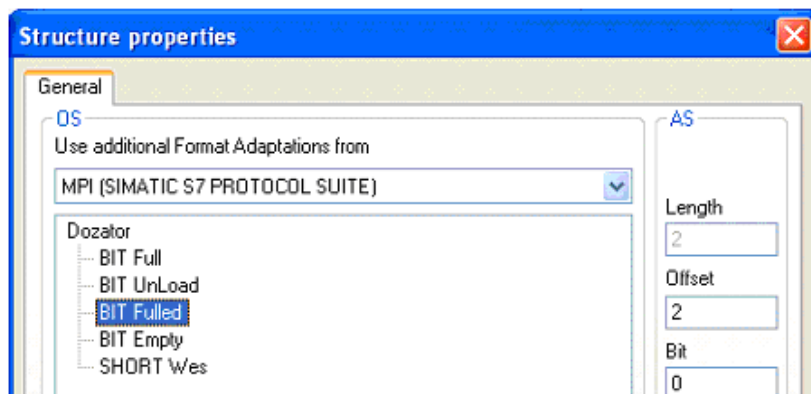 Structure properties
General
OS
Use additional Format Adaptations from
MPI (SIMATIC S7 PROTOCOL SUITE)
Dozator
BIT Full
BIT UnLoad
BIT Fulled
BIT Empty
SHORT Wes
AS
Length
2
Offset
2
Bit
0